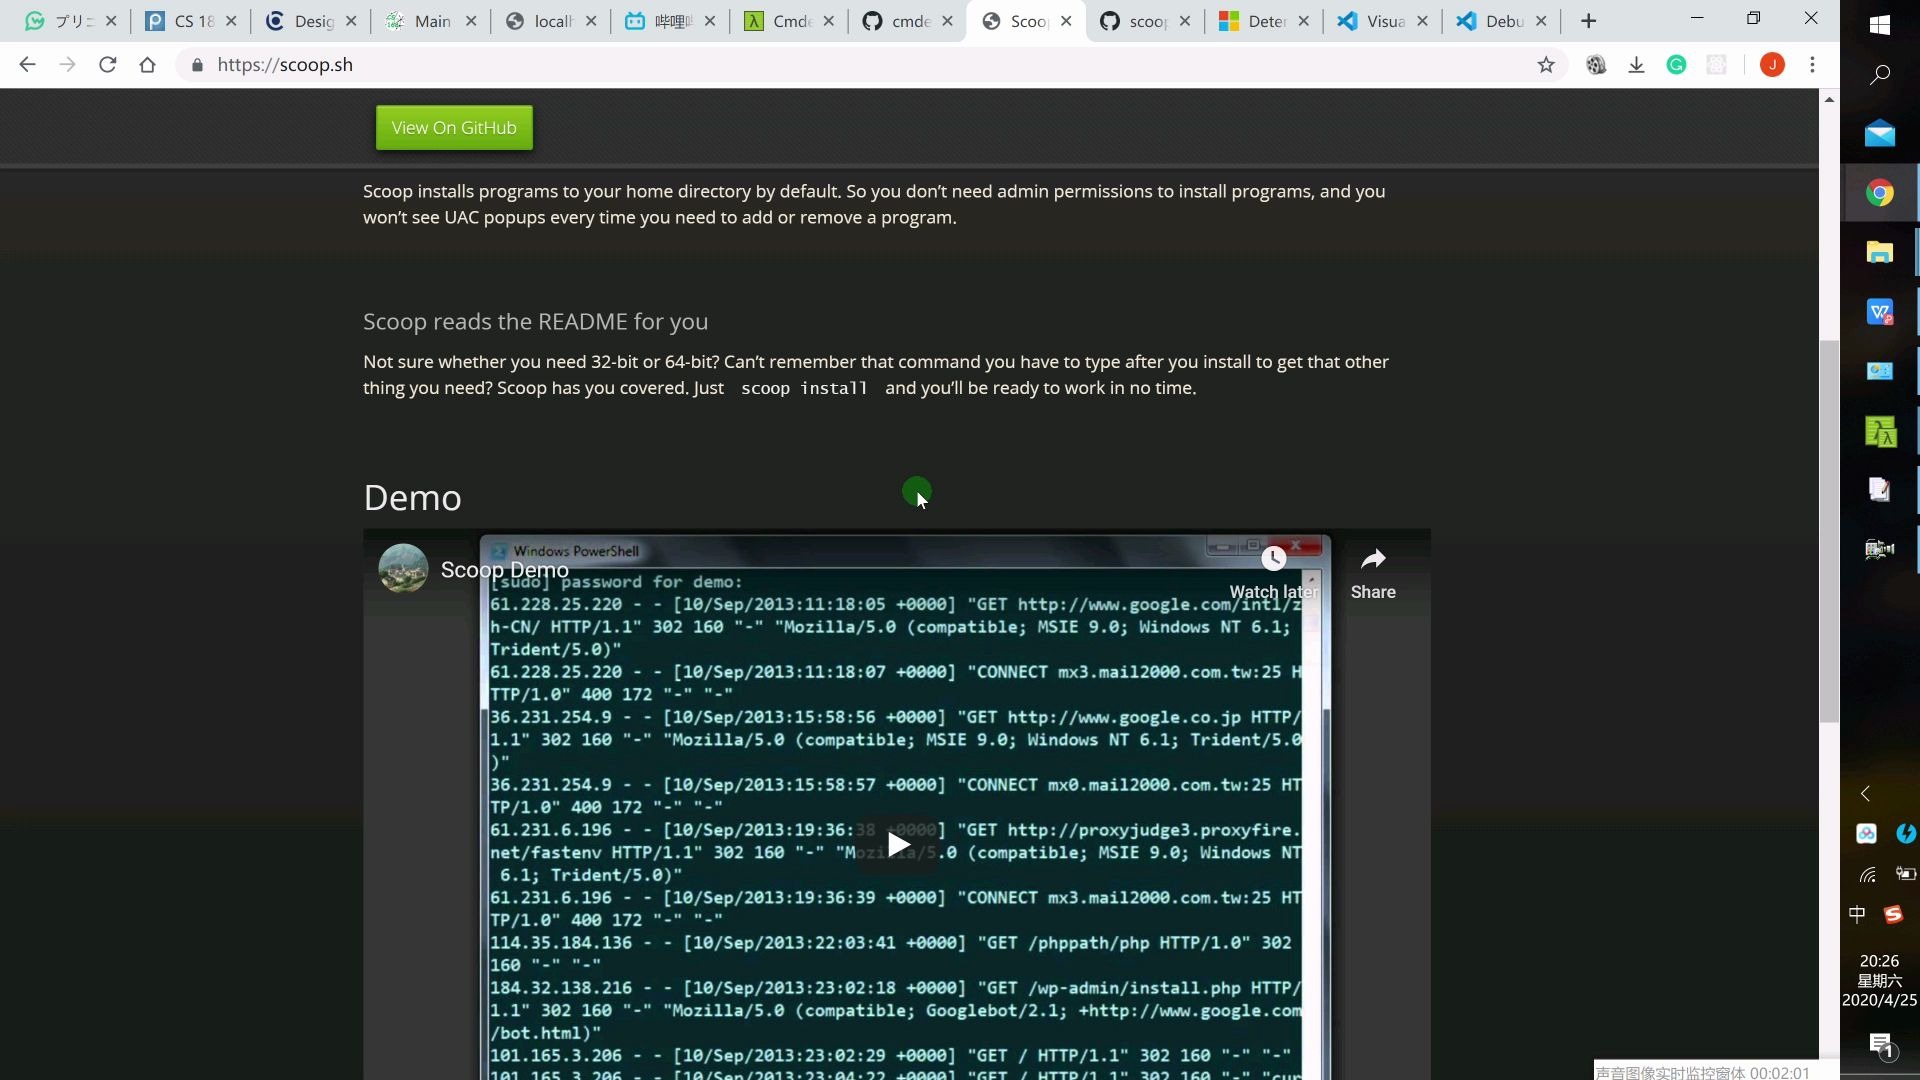 プリ
CS 18
Desig
Main
localh
哔哩
Cmde
cmde
Scoop
scoop
Deter
Visua
Debu
https://scoop.sh
J
View On GitHub
Scoop installs programs to your home directory by default. So you don't need admin permissions to install programs, and you
won't see UAC popups every time you need to add or remove a program.
Scoop reads the README for you
Not sure whether you need 32-bit or 64-bit? Can't remember that command you have to type after you install to get that other
thing you need? Scoop has you covered. Just scoop install and you'll be ready to work in no time.
Demo
Windows PowerShell
Scoop Demo
Watch later
Share
[sudo] password for demo:
61.228.25.220 - - [10/Sep/2013:11:18:05 +0000] "GET http://www.google.com/intl/z
h-CN/ HTTP/1.1" 302 160 "-" "Mozilla/5.0 (compatible; MSIE 9.0; Windows NT 6.1;
Trident/5.0)"
61.228.25.220 - - [10/Sep/2013:11:18:07 +0000] "CONNECT mx3.mail2000.com.tw:25 H
TTP/1.0" 400 172 "-" "-"
36.231.254.9 - - [10/Sep/2013:15:58:56 +0000] "GET http://www.google.co.jp HTTP/
1.1" 302 160 "-" "Mozilla/5.0 (compatible; MSIE 9.0; Windows NT 6.1; Trident/5.0
)"
36.231.254.9 - - [10/Sep/2013:15:58:57 +0000] "CONNECT mx0.mail2000.com.tw:25 HT
TP/1.0" 400 172 "-" "-"
61.231.6.196 - - [10/Sep/2013:19:36:38 +0000] "GET http://proxyjudge3.proxyfire.
net/fastenv HTTP/1.1" 302 160 "-" "Mozilla/5.0 (compatible; MSIE 9.0; Windows NT
6.1; Trident/5.0)"
61.231.6.196 - - [10/Sep/2013:19:36:39 +0000] "CONNECT mx3.mail2000.com.tw:25 HT
TP/1.0" 400 172 "-" "-"
114.35.184.136 - - [10/Sep/2013:22:03:41 +0000] "GET /phppath/php HTTP/1.0" 302
160 "-" "-"
184.32.138.216 - - [10/Sep/2013:23:02:18 +0000] "GET /wp-admin/install.php HTTP/
1.1" 302 160 "-" "Mozilla/5.0 (compatible; Googlebot/2.1; +http://www.google.com
/bot.html)"
101.165.3.206 - - [10/Sep/2013:23:02:29 +0000] "GET / HTTP/1.1" 302 160 "-" "-"
101.165.3.206 - - [10/Sep/2013:23:04:22 +0000] "GET / HTTP/1.1" 302 160 "-" "cur
中
20:26
星期六
2020/4/25
1
声音图像实时监控窗体 00:02:01